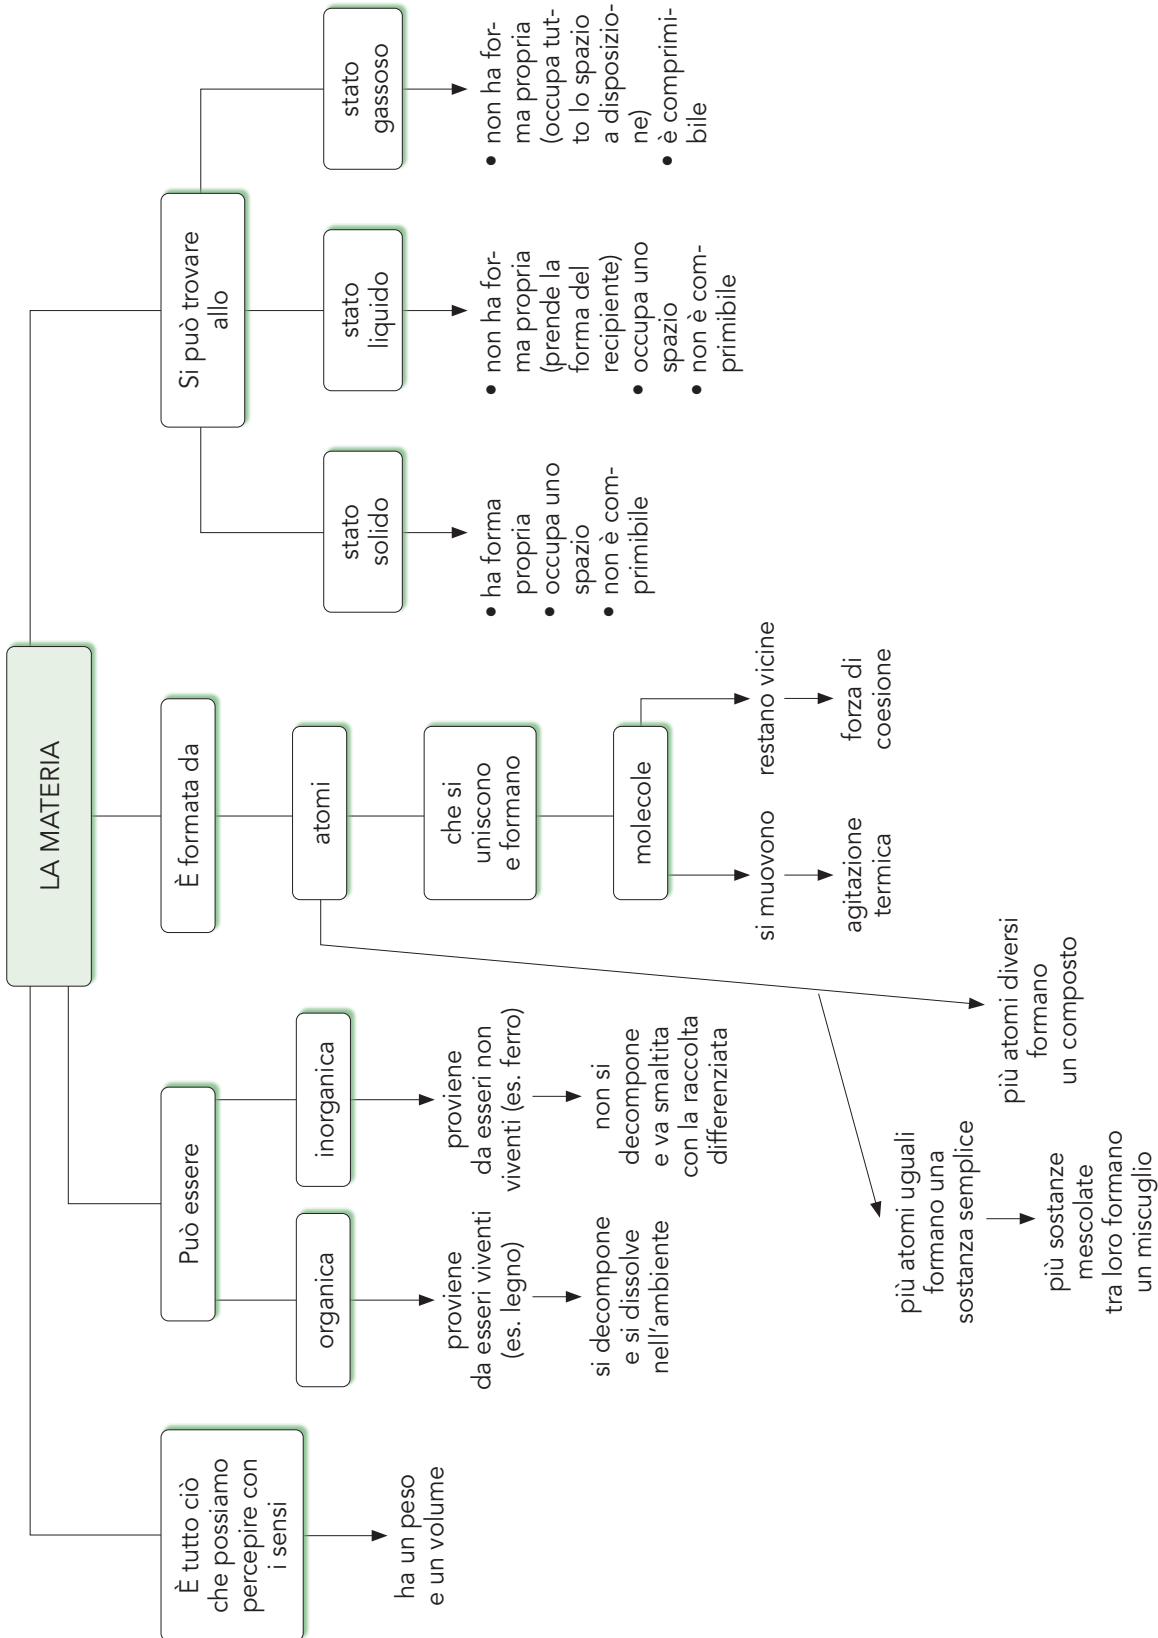 LA MATERIA
È tutto ciò
che possiamo
percepire con
i sensi
ha un peso
e un volume
Può essere
organica
proviene
da esseri viventi
(es. legno)
si decompone
e si dissolve
nell'ambiente
inorganica
proviene
da esseri non
viventi (es. ferro)
non si
decompone
e va smaltita
con la raccolta
differenziata
È formata da
atomi
che si
uniscono
e formano
molecole
si muovono
agitazione
termica
restano vicine
forza di
coesione
più atomi uguali
formano una
sostanza semplice
più sostanze
mescolate
tra loro formano
un miscuglio
più atomi diversi
formano
un composto
Si può trovare
allo
stato
solido
• ha forma
propria
• occupa uno
spazio
• non è com-
primibile
stato
liquido
• non ha for-
ma propria
(prende la
forma del
recipiente)
• occupa uno
spazio
• non è com-
primibile
stato
gassoso
• non ha for-
ma propria
(occupa tut-
to lo spazio
a disposizio-
ne)
• è comprimi-
bile